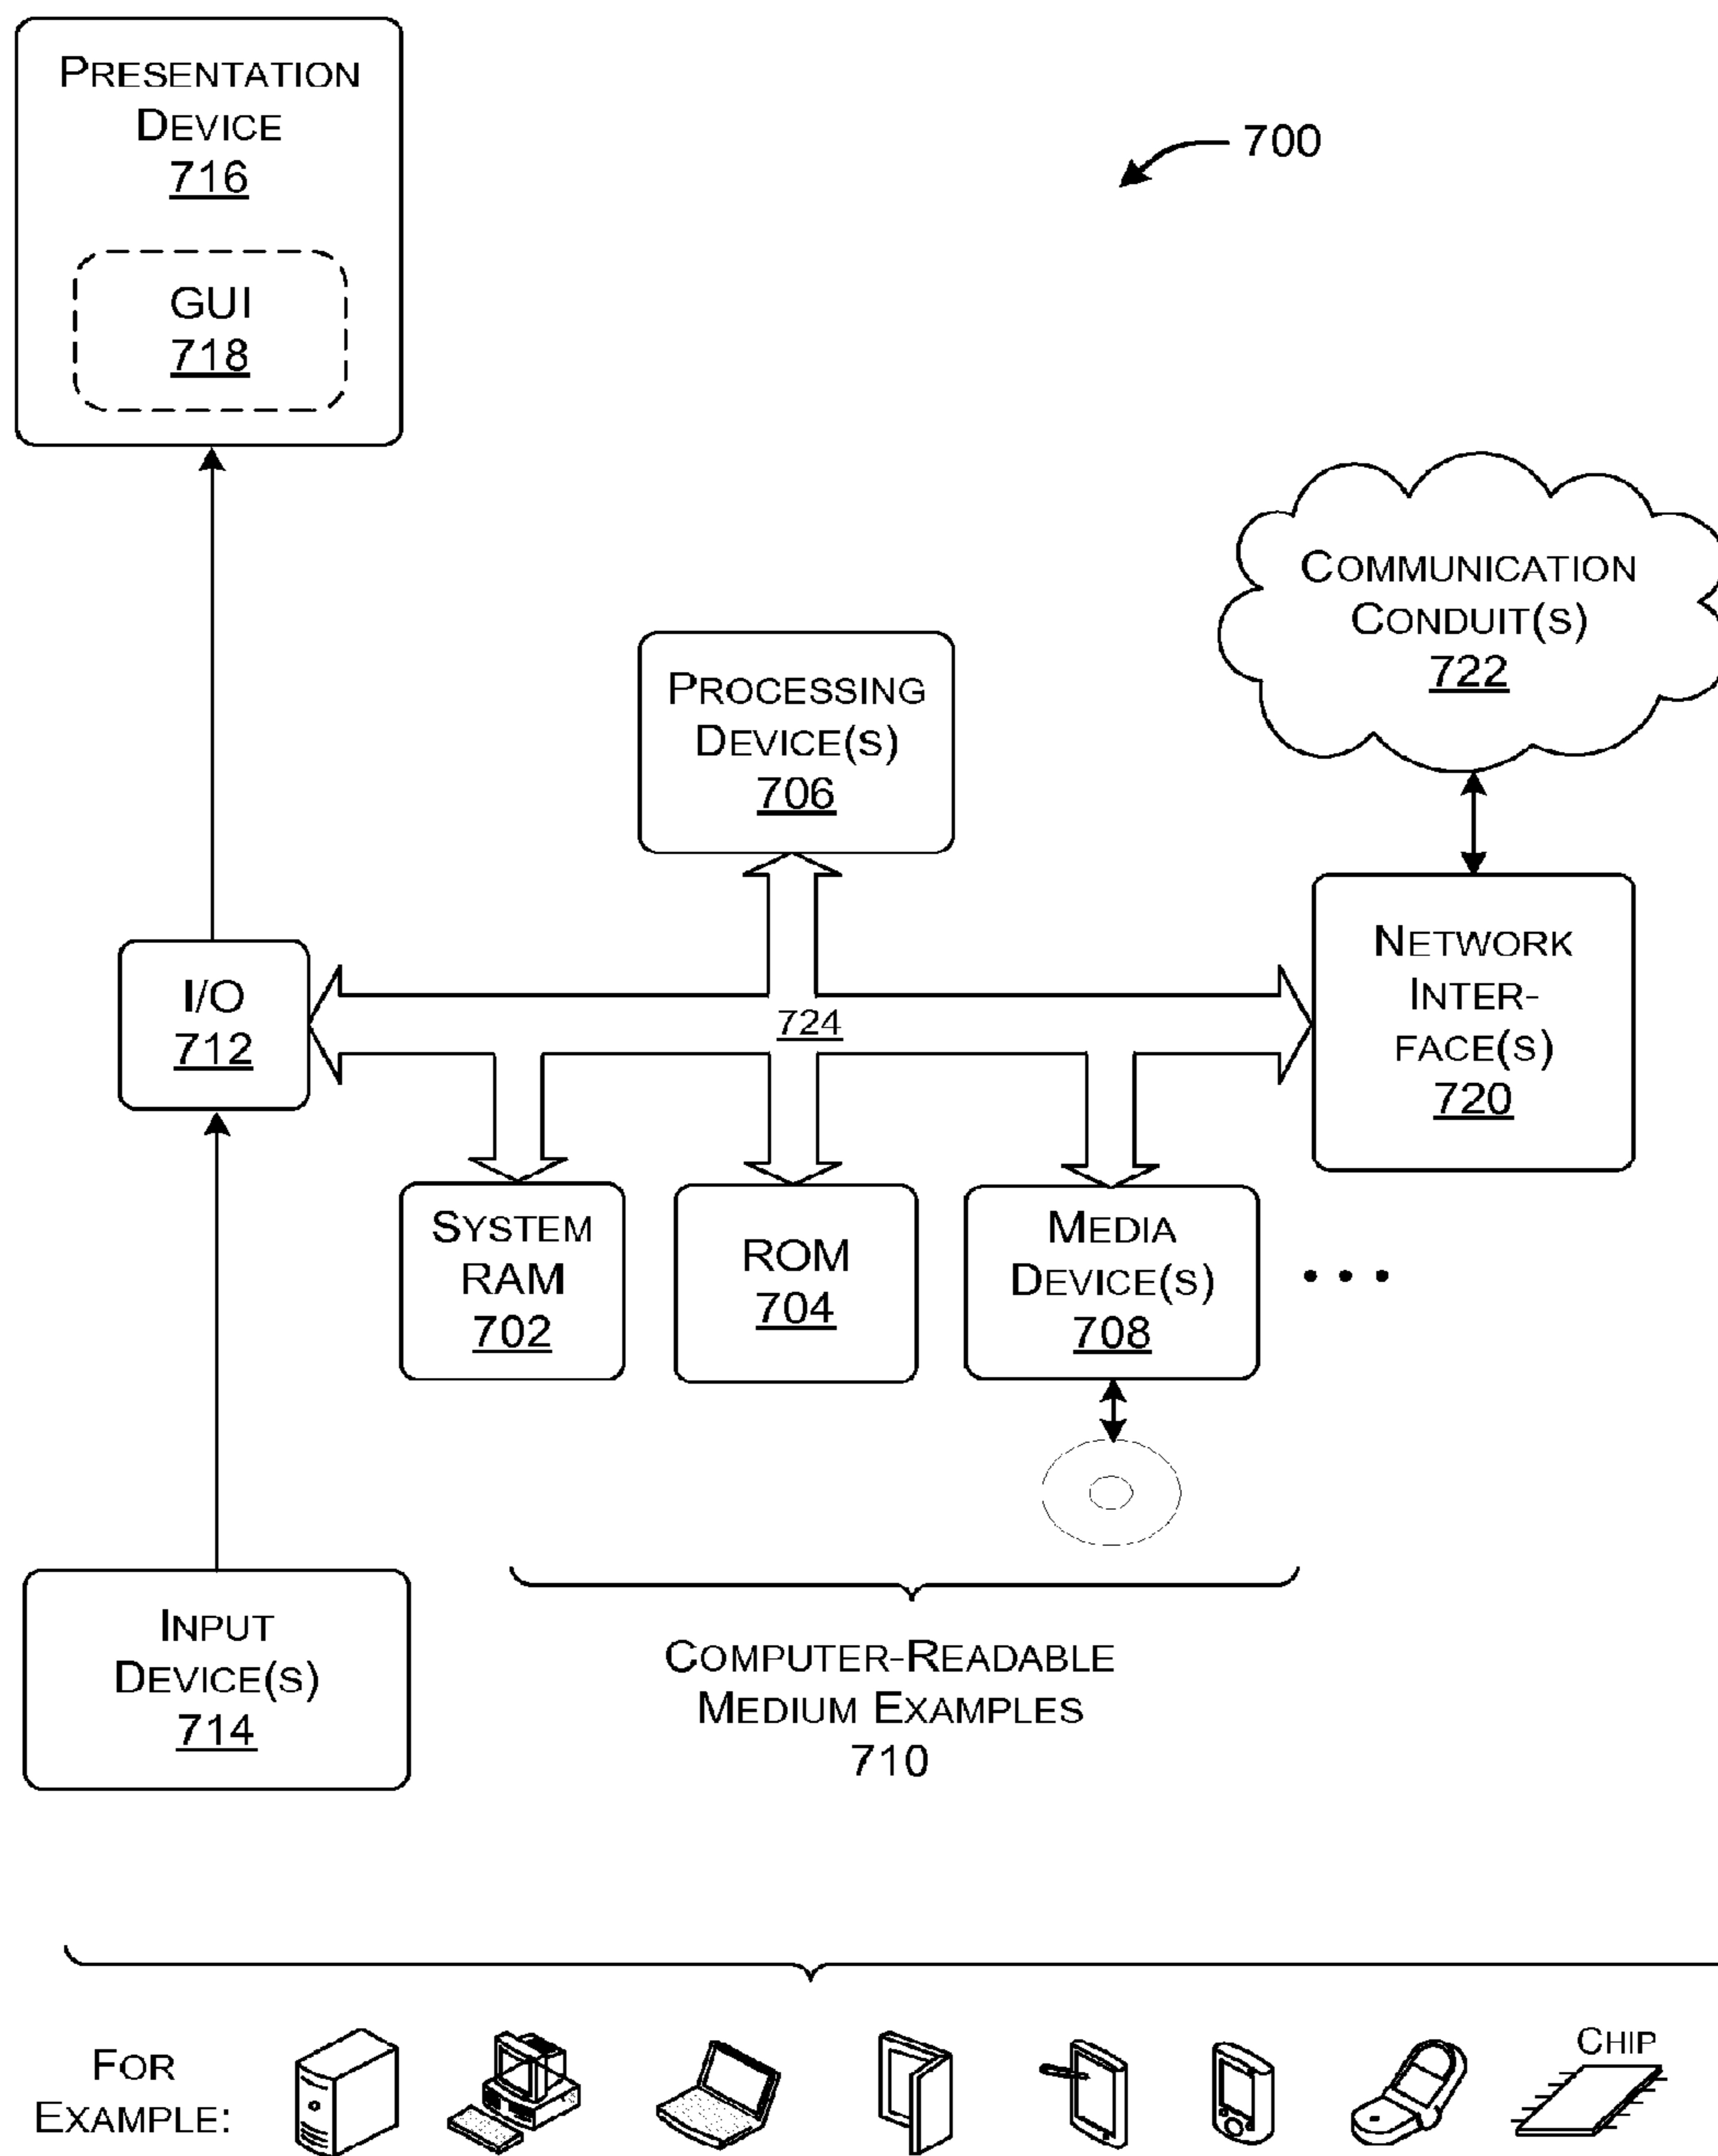 PRESENTATION
DEVICE
716
GUI
718
700
COMMUNICATION
CONDUIT(S)
722
PROCESSING
DEVICE(S)
706
NETWORK
INTER-
FACE(S)
720
I/O
712
724
SYSTEM
RAM
702
ROM
704
MEDIA
DEVICE(S)
708
• • •
INPUT
DEVICE(S)
714
COMPUTER-READABLE
MEDIUM EXAMPLES
710
FOR
EXAMPLE:
CHIP